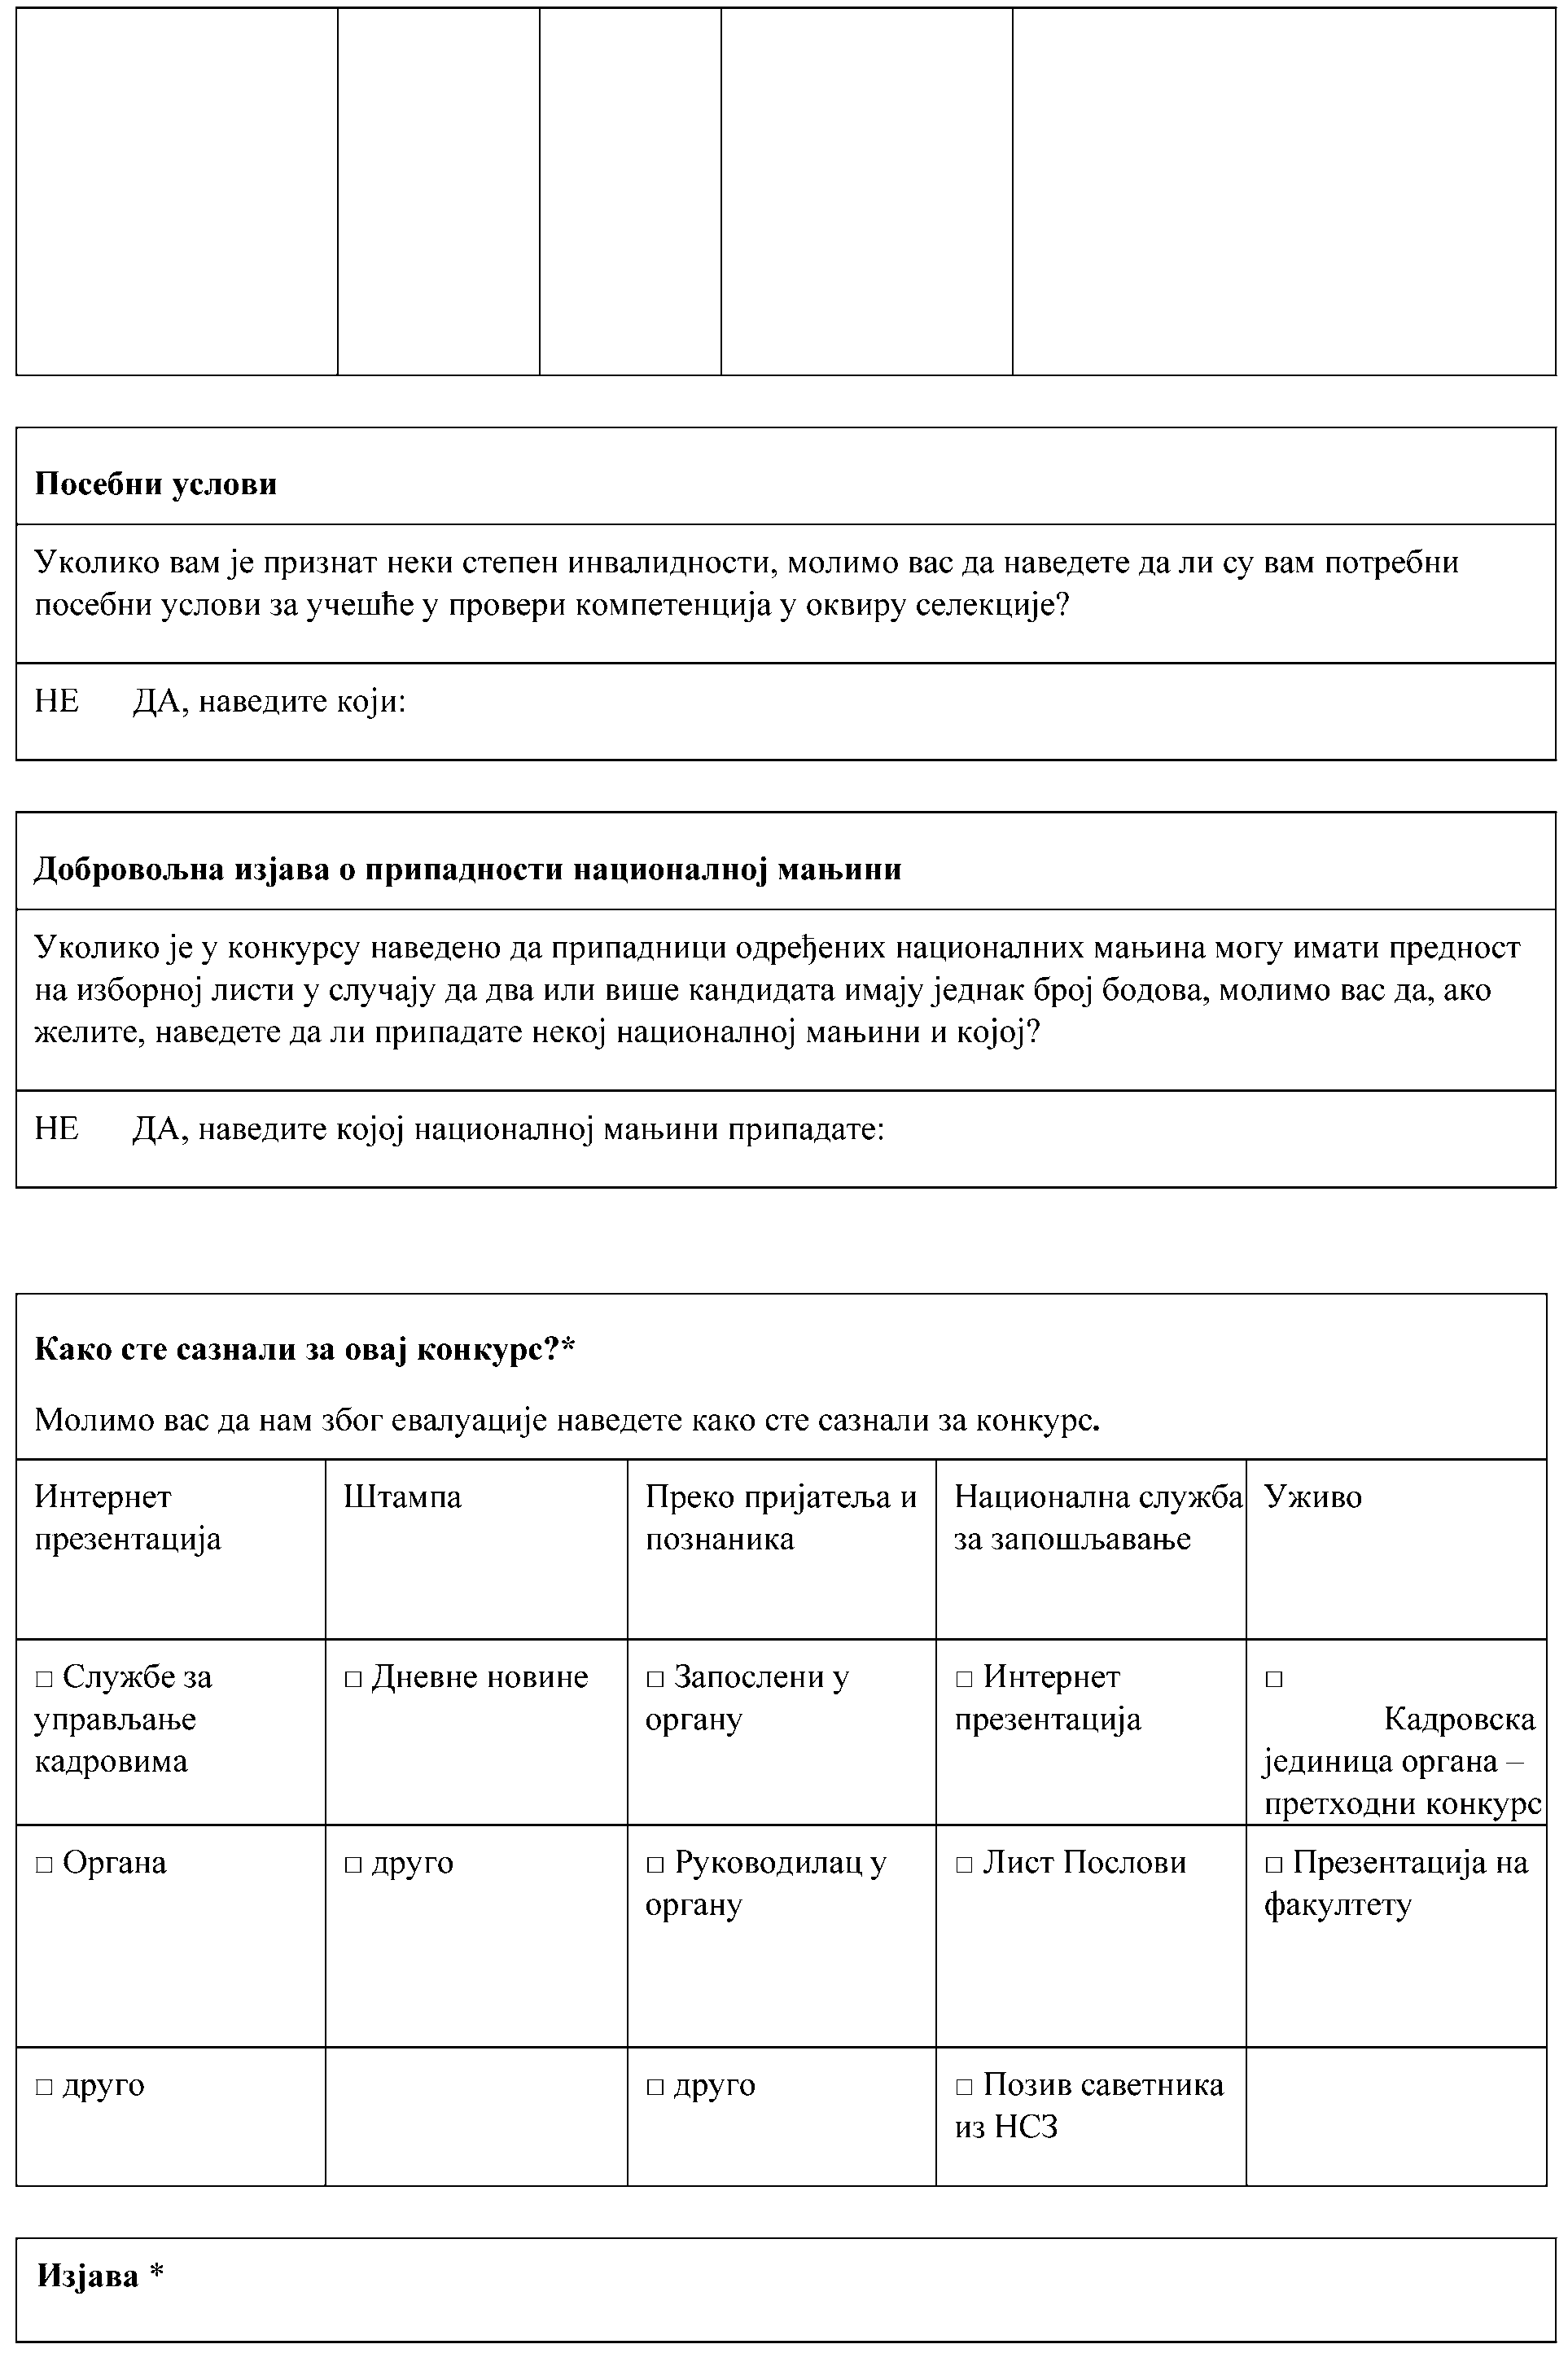 Посебни услови
Уколико вам је признат неки степен инвалидности, молимо вас да наведете да ли су вам потребни
посебни услови за учешће у провери компетенција у оквиру селекције?
НЕ ДА, наведите који:
Добровољна изјава о припадности националној мањини
Уколико је у конкурсу наведено да припадници одређених националних мањина могу имати предност
на изборној листи у случају да два или више кандидата имају једнак број бодова, молимо вас да, ако
желите, наведете да ли припадате некој националној мањини и којој?
НЕ ДА, наведите којој националној мањини припадате:
Како сте сазнали за овај конкурс?*
Молимо вас да нам због евалуације наведете како сте сазнали за конкурс.
Интернет
презентација
Штампа
Преко пријатеља и
познаника
Национална служба
за запошљавање
Уживо
□ Службе за
управљање
кадровима
□ Дневне новине
□ Запослени у
органу
□ Интернет
презентација
□
Кадровска
јединица органа –
претходни конкурс
□ Органа
□ друго
□ Руководилац у
органу
□ Лист Послови
□ Презентација на
факултету
□ друго
□ друго
□ Позив саветника
из НСЗ
Изјава *